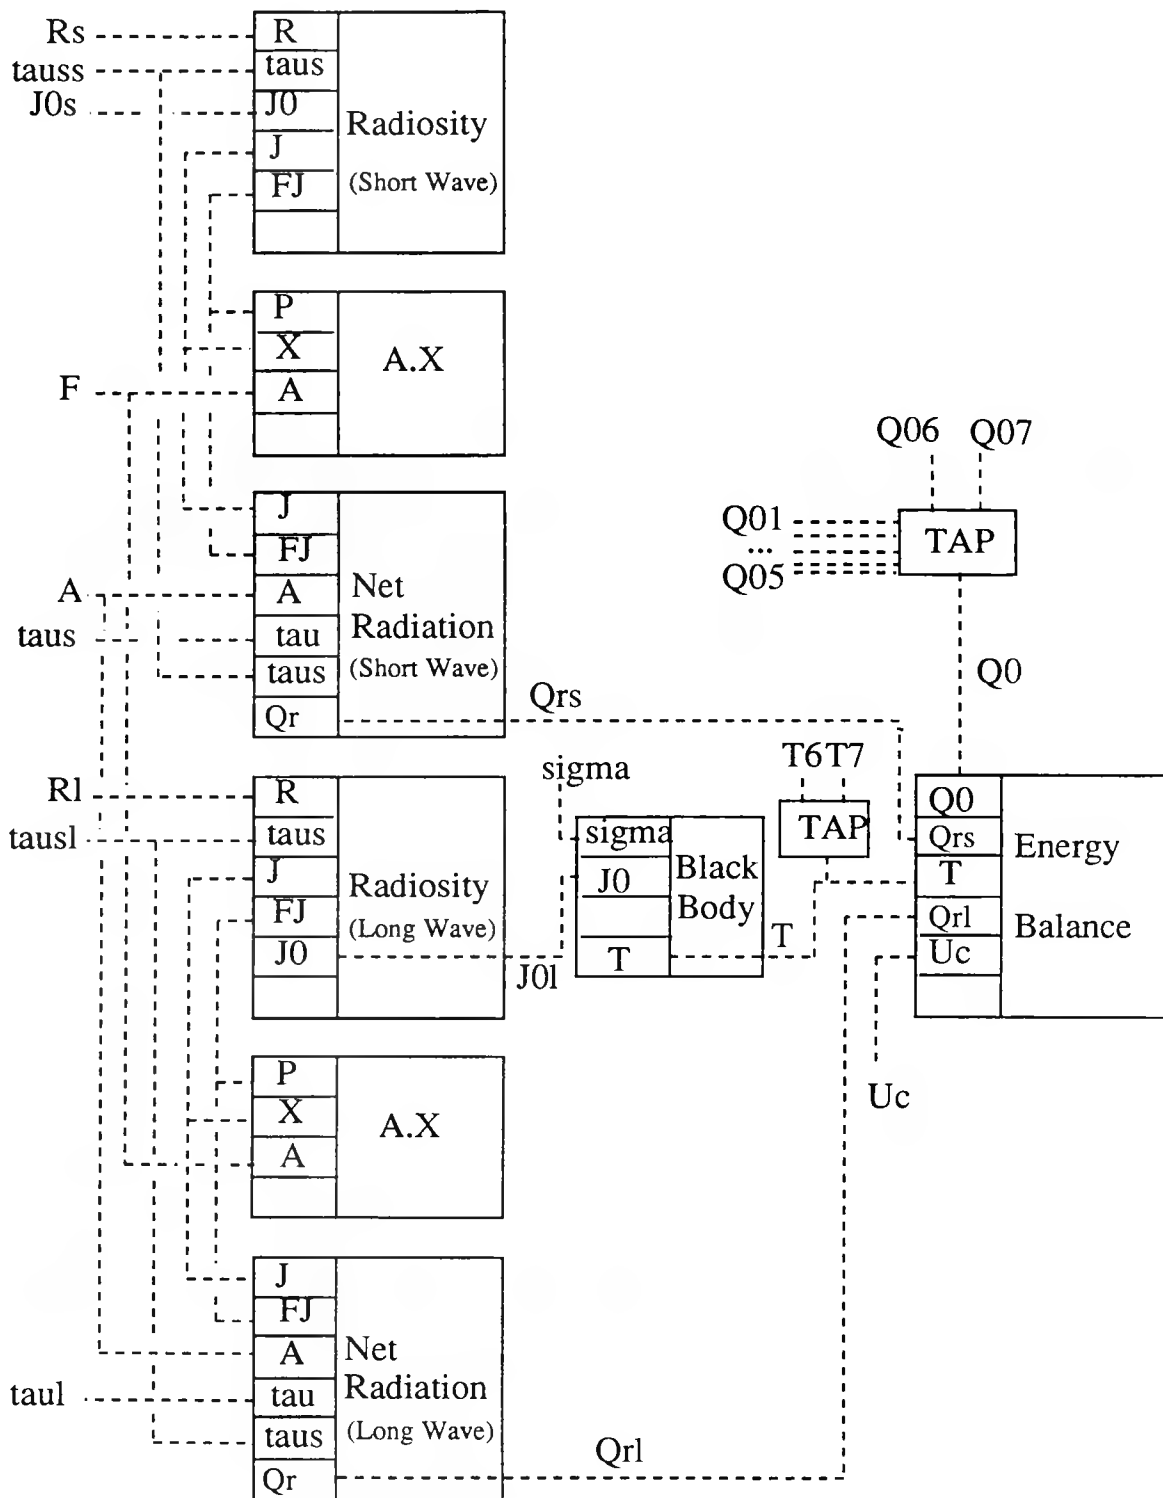 Rs
tauss
J0s
R
taus
J0
J
FJ
Radiosity
(Short Wave)
P
X
A
A.X
F
J
FJ
A
tau
taus
Qr
Net
Radiation
(Short Wave)
A
taus
Qrs
Q06 Q07
Q01
...
Q05
TAP
Q0
Rl
tausl
R
taus
J
FJ
J0
Radiosity
(Long Wave)
J0l
sigma
sigma
J0
T
Black
Body
T
T6 T7
TAP
Q0
Qrs
T
Qrl
Uc
Energy
Balance
Uc
P
X
A
A.X
J
FJ
A
tau
taus
Qr
Net
Radiation
(Long Wave)
taul
Qrl